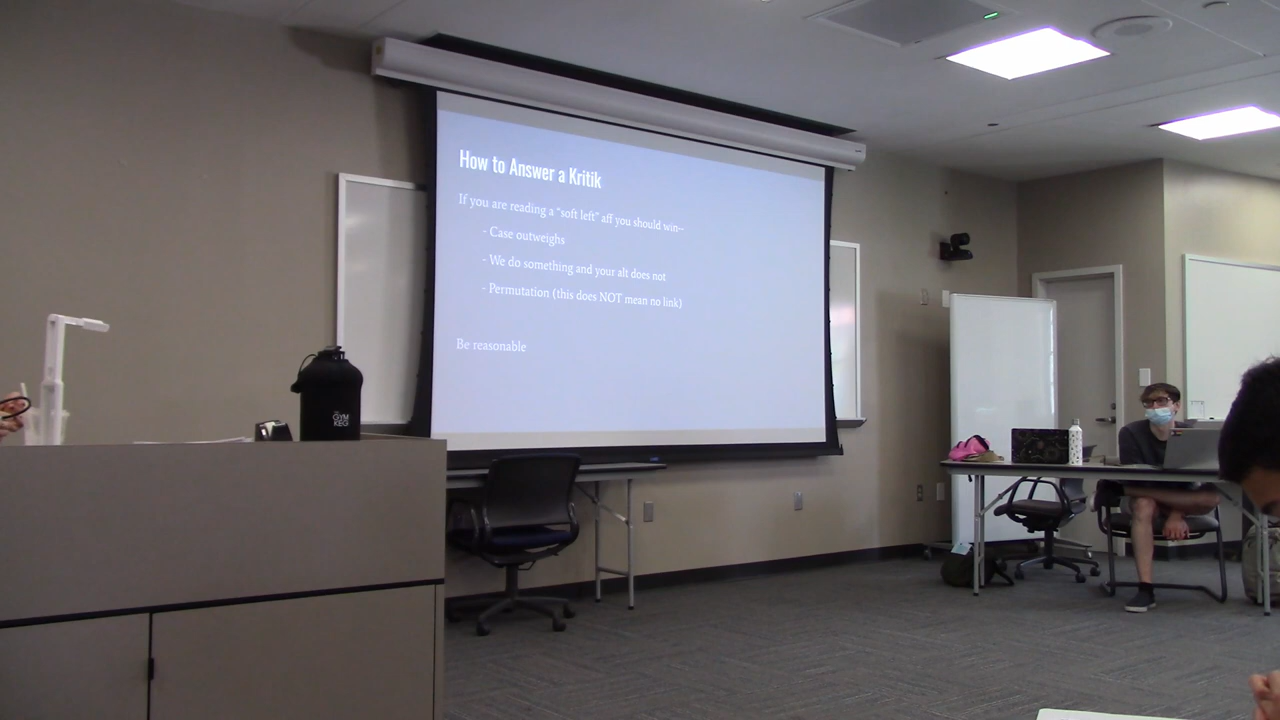 How to Answer a Kritik
If you are reading a "soft left" aff you should win--
- Case outweighs
- We do something and your alt does not
- Permutation (this does NOT mean no link)
Be reasonable
GYM
KEG